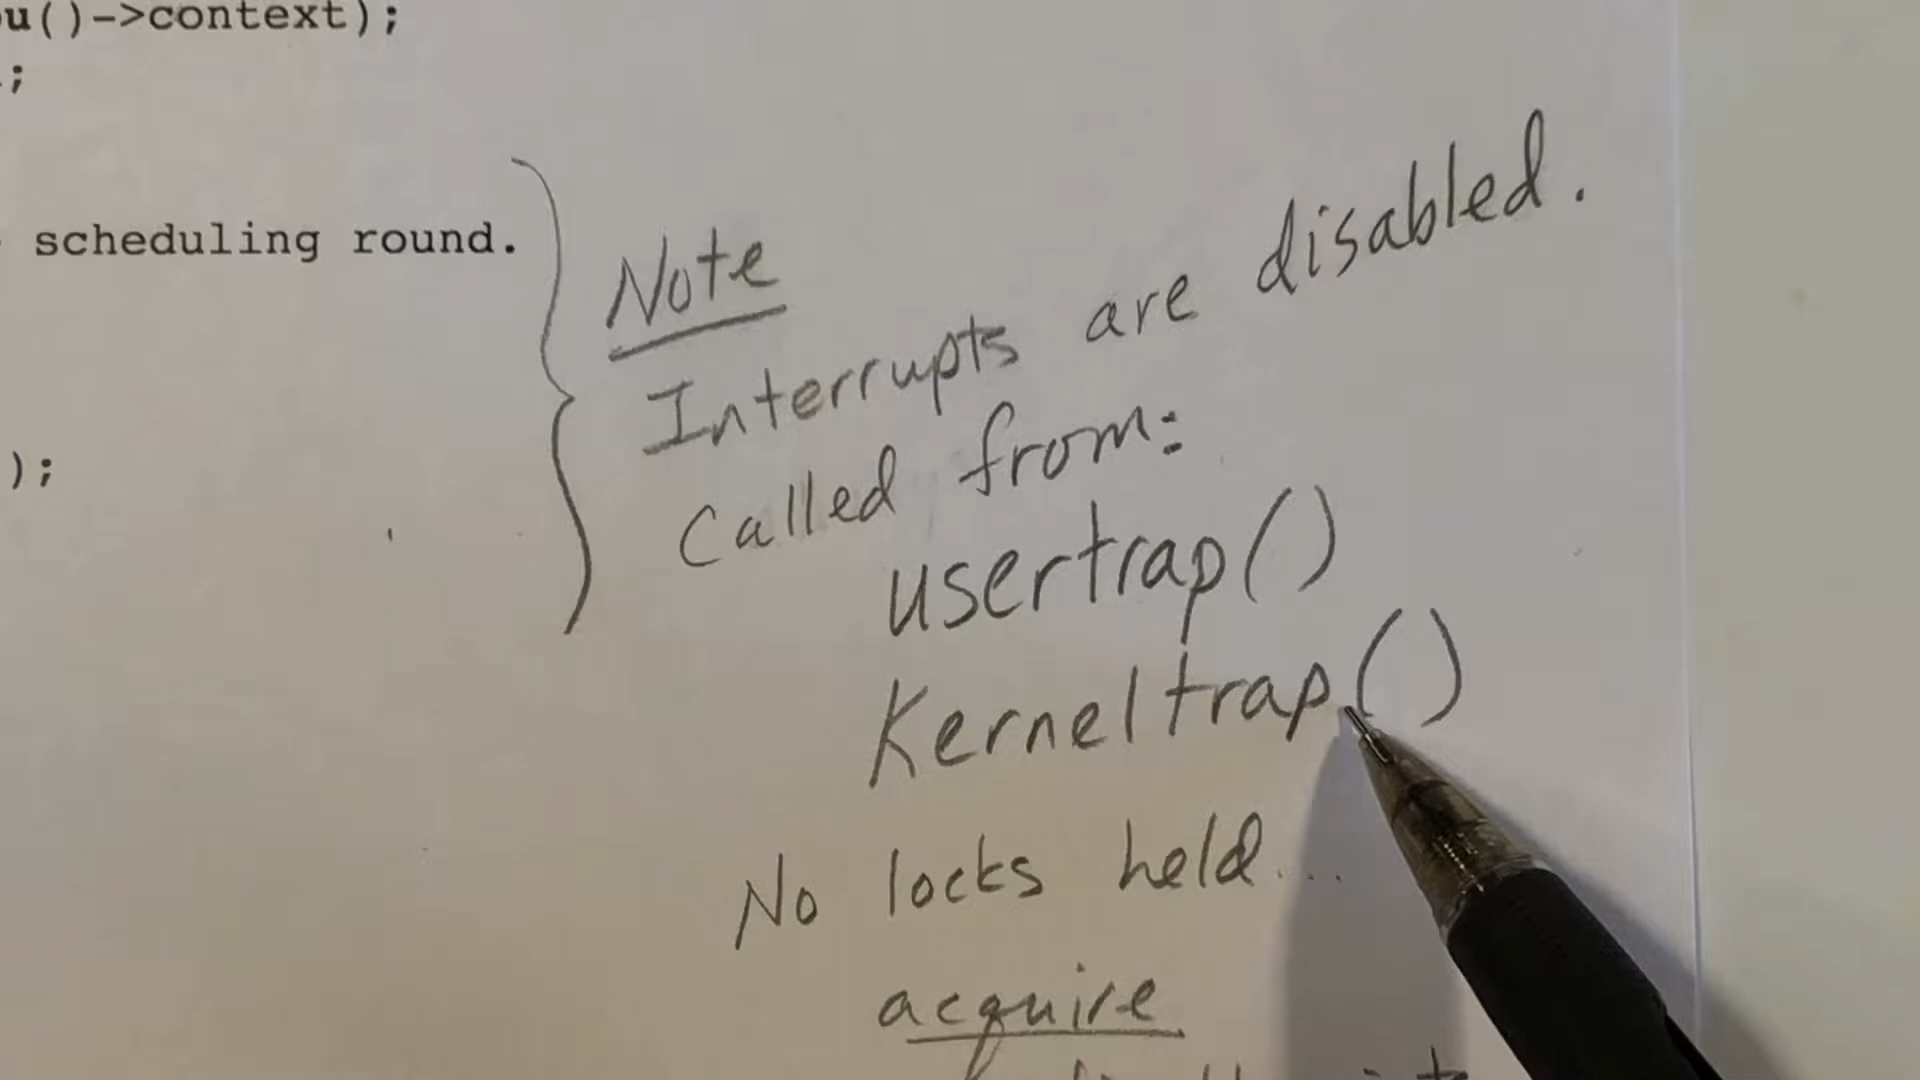 u()->context);
;
scheduling round.
);
Note
Interrupts are disabled.
Called from:
usertrap()
Kerneltrap()
No locks held...
acquire